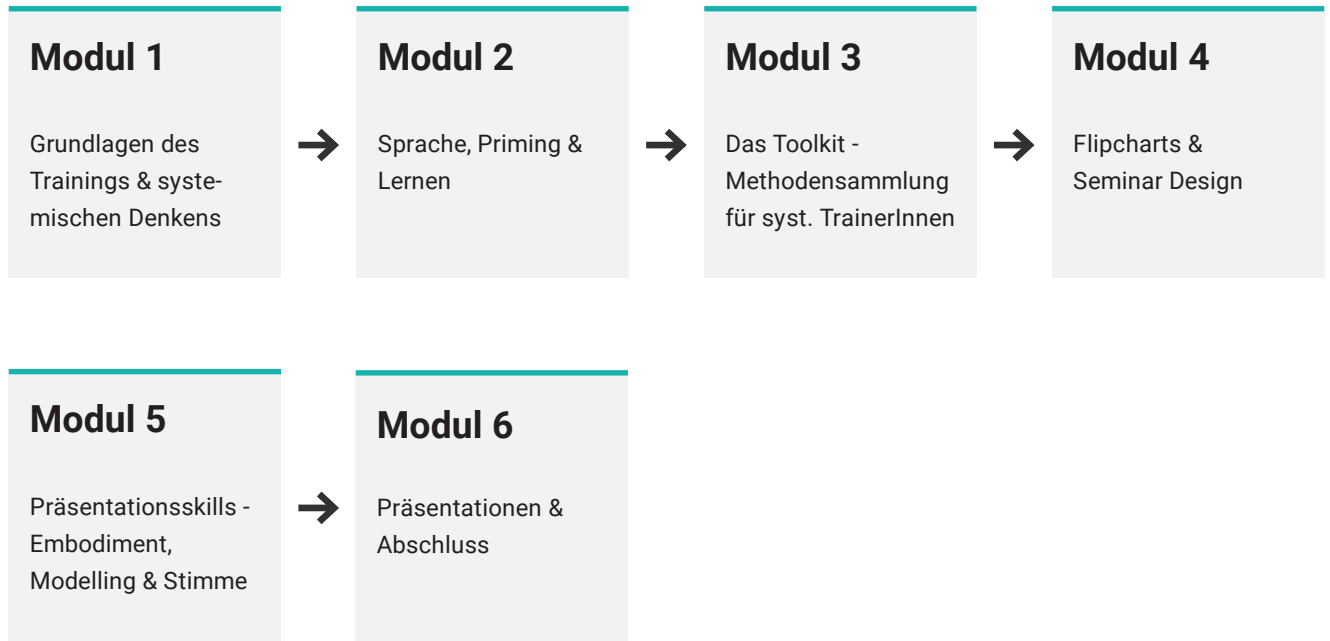 Modul 1
Grundlagen des
Trainings & syste-
mischen Denkens
Modul 2
Sprache, Priming &
Lernen
Modul 3
Das Toolkit -
Methodensammlung
für syst. TrainerInnen
Modul 4
Flipcharts &
Seminar Design
Modul 5
Präsentationsskills -
Embodiment,
Modelling & Stimme
Modul 6
Präsentationen &
Abschluss